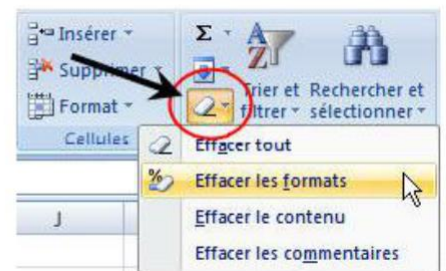 Insérer
Supprimer
Format
Cellules
Σ
A
Z
Trier et
filtrer
Rechercher et
sélectionner
Effacer tout
% Effacer les formats
Effacer le contenu
Effacer les commentaires
J